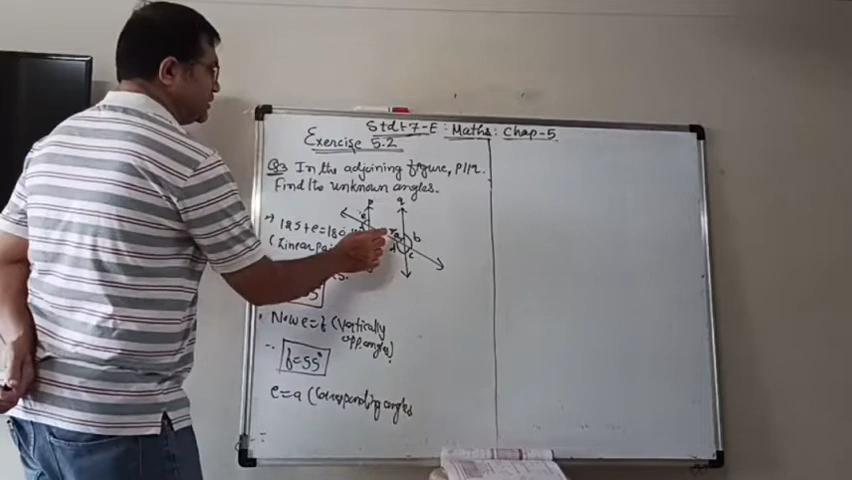 Std:7-E : Maths : Chap-5
Exercise 5.2
Q3 In the adjoining figure, p||q.
Find the unknown angles.
p q
e
→ 125+e=180
(Linear pair
a b
d c
55
Now e=f (Vertically
opp. angles)
∴ f=55°
e=a (Corresponding angles